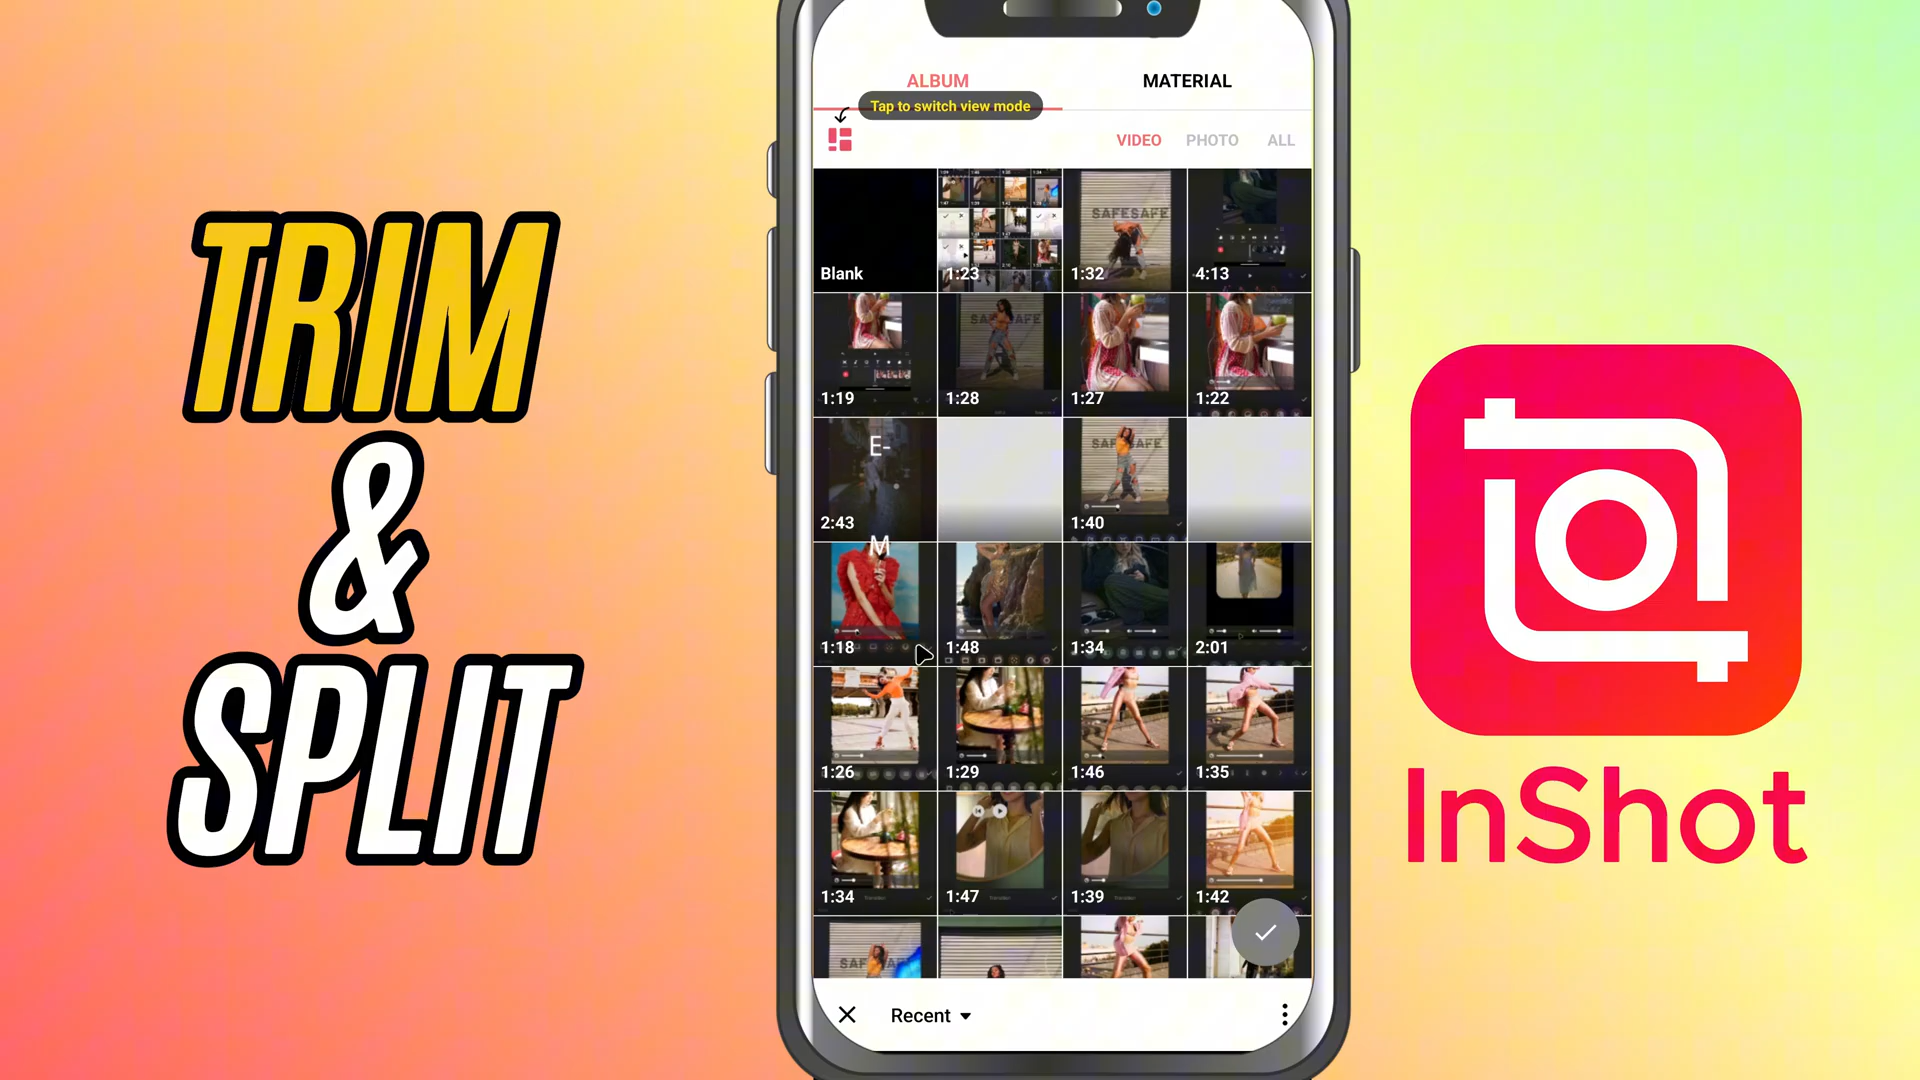 TRIM
&
SPLIT
ALBUM
MATERIAL
Tap to switch view mode
VIDEO PHOTO ALL
Blank 1:23 1:32 4:13
SAFESAFE
1:19 1:28 1:27 1:22
E-
SAFE AFE
2:43 1:40
M
1:18 1:48 1:34 2:01
1:26 1:29 1:46 1:35
1:34 1:47 1:39 1:42
Recent
InShot